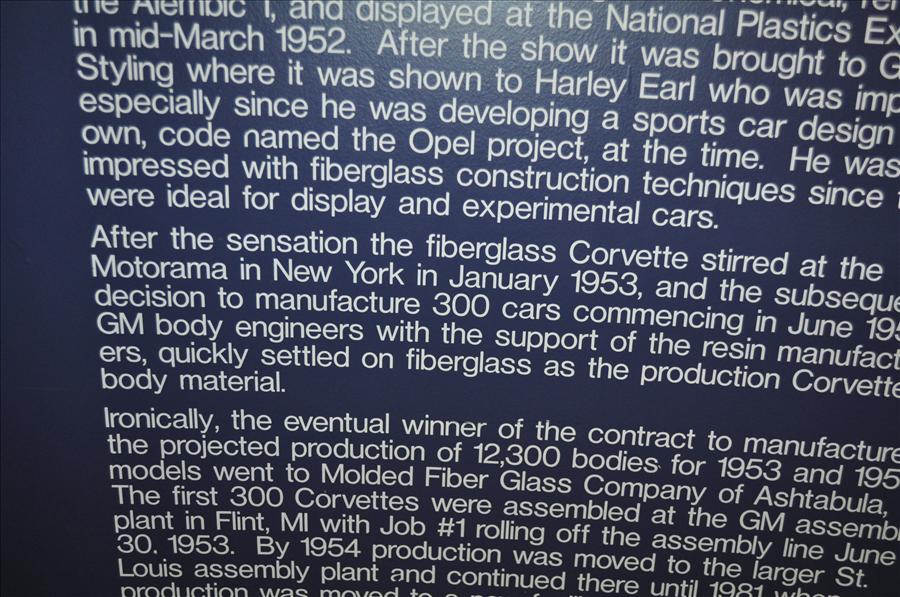 the Alembic I, and displayed at the National Plastics Ex
in mid-March 1952. After the show it was brought to G
Styling where it was shown to Harley Earl who was imp
especially since he was developing a sports car design
own, code named the Opel project, at the time. He was
impressed with fiberglass construction techniques since
were ideal for display and experimental cars.
After the sensation the fiberglass Corvette stirred at the
Motorama in New York in January 1953, and the subseque
decision to manufacture 300 cars commencing in June 195
GM body engineers with the support of the resin manufact
ers, quickly settled on fiberglass as the production Corvette
body material.
Ironically, the eventual winner of the contract to manufacture
the projected production of 12,300 bodies for 1953 and 195
models went to Molded Fiber Glass Company of Ashtabula,
The first 300 Corvettes were assembled at the GM assemb
plant in Flint, MI with Job #1 rolling off the assembly line June
30, 1953. By 1954 production was moved to the larger St.
Louis assembly plant and continued there until 1981 when
production was moved to a